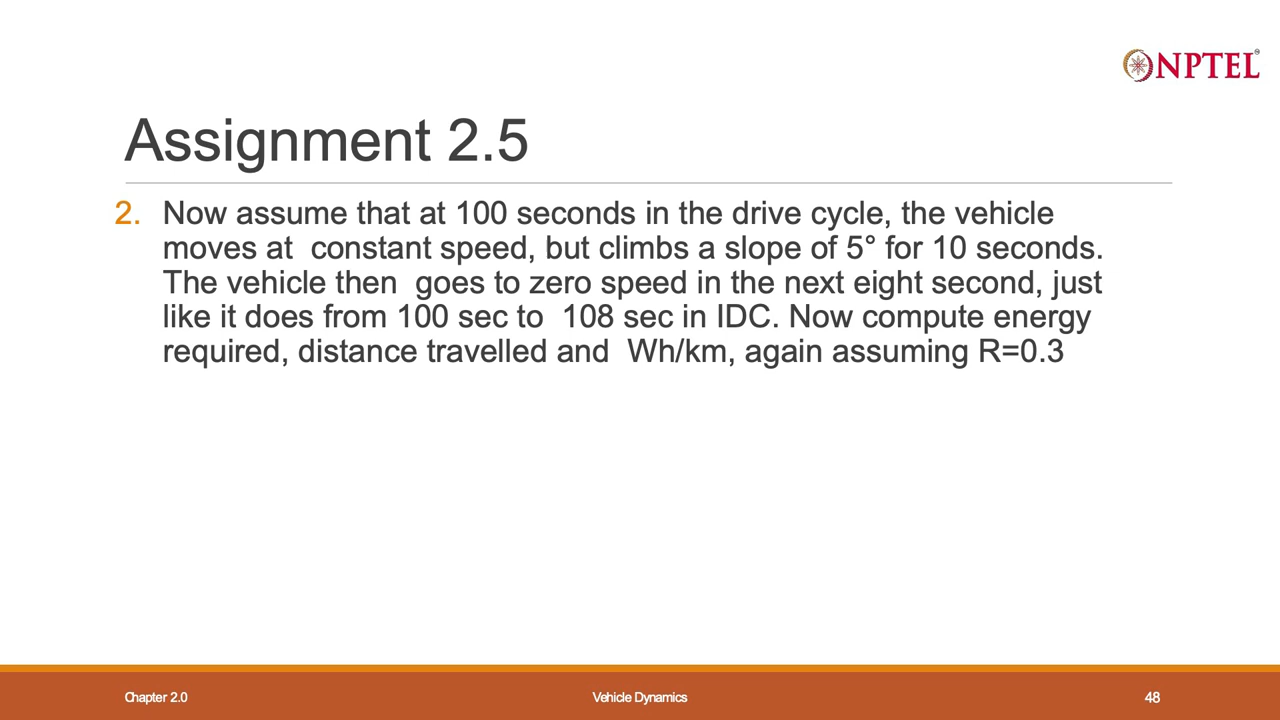 NPTEL
Assignment 2.5
2. Now assume that at 100 seconds in the drive cycle, the vehicle
moves at constant speed, but climbs a slope of 5° for 10 seconds.
The vehicle then goes to zero speed in the next eight second, just
like it does from 100 sec to 108 sec in IDC. Now compute energy
required, distance travelled and Wh/km, again assuming R=0.3
Chapter 2.0
Vehicle Dynamics
48